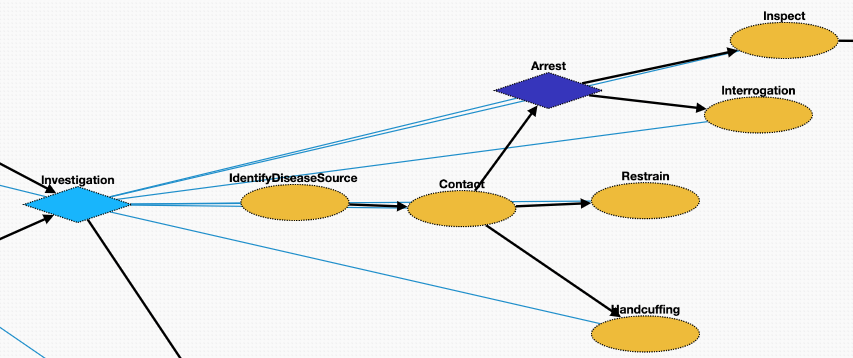 Inspect
Arrest
Interrogation
Investigation
IdentifyDiseaseSource
Contact
Restrain
Handcuffing